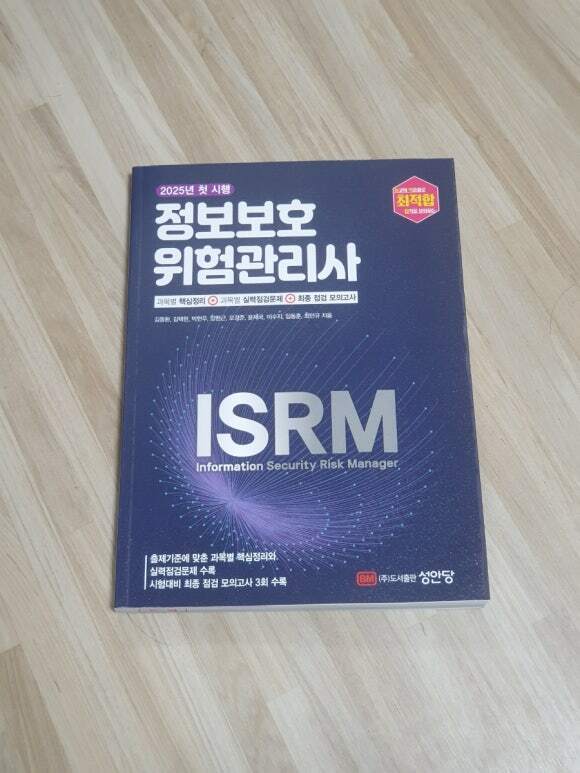 2025년 첫 시행
최적합
정보보호
위험관리사
과목별 핵심정리 + 과목별 실력점검문제 + 최종 점검 모의고사
ISRM
Information Security Risk Manager
출제기준에 맞춘 과목별 핵심정리와,
실력점검문제 수록
시험대비 최종 점검 모의고사 3회 수록
BM (주)도서출판 성안당